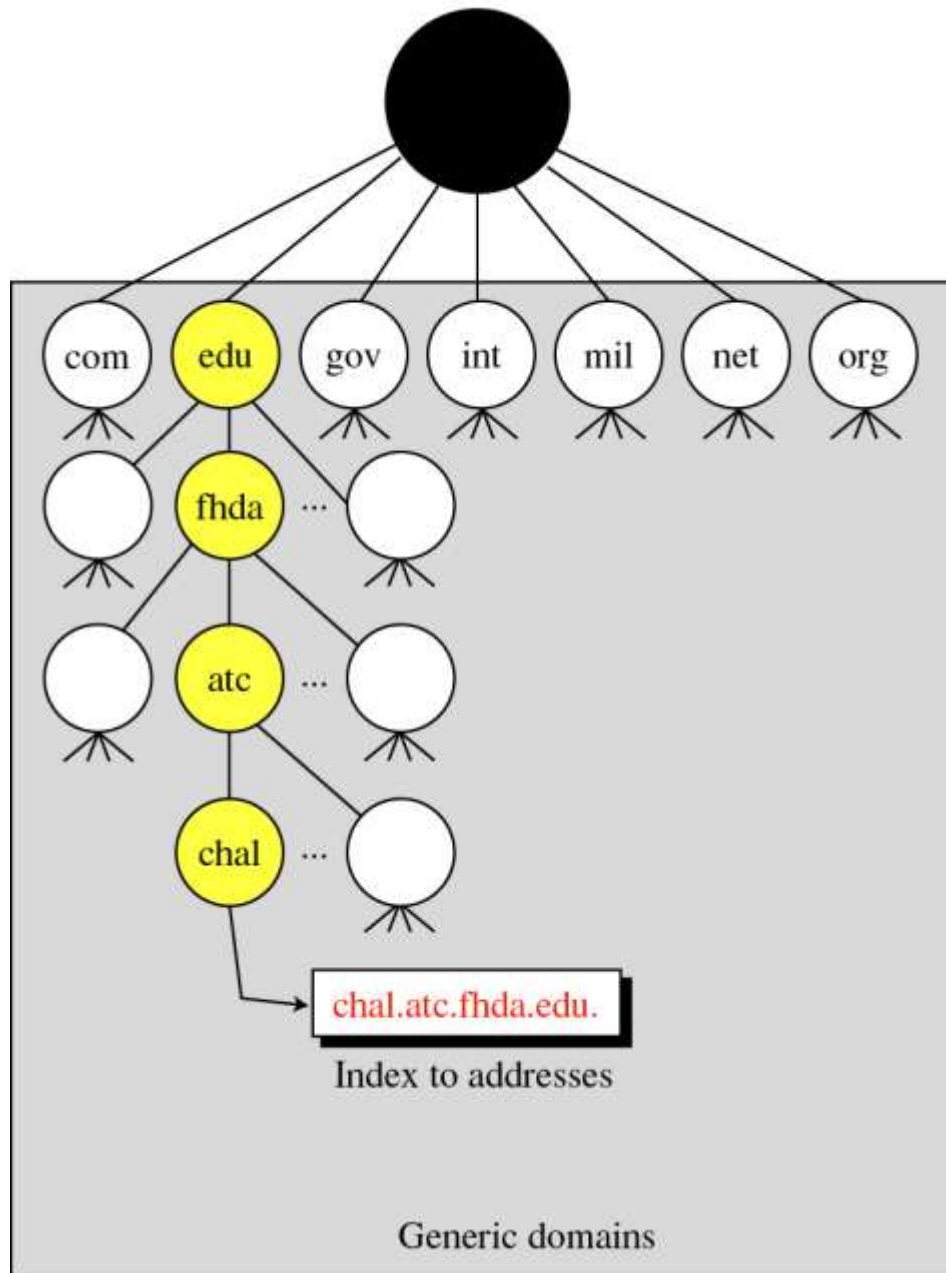 com edu gov int mil net org
fhda ...
atc ...
chal ...
chal.atc.fhda.edu.
Index to addresses
Generic domains